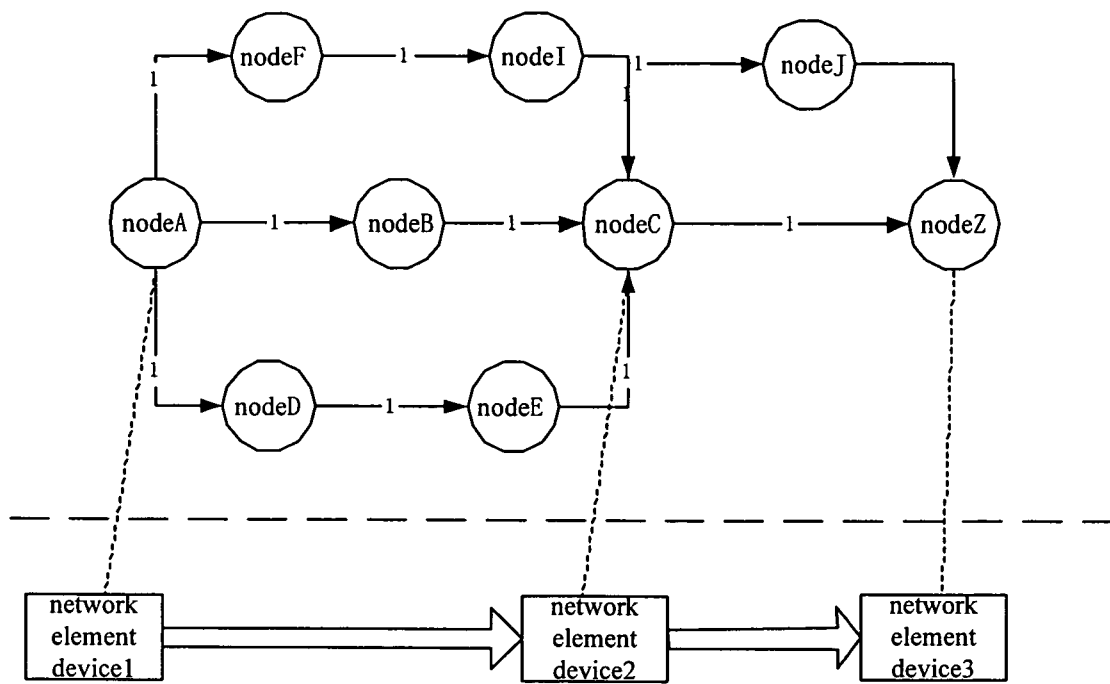 nodeF
1
nodeI
1
nodeJ
1
1
nodeA
1
nodeB
1
nodeC
1
nodeZ
1
nodeD
1
nodeE
1
network
element
device1
network
element
device2
network
element
device3